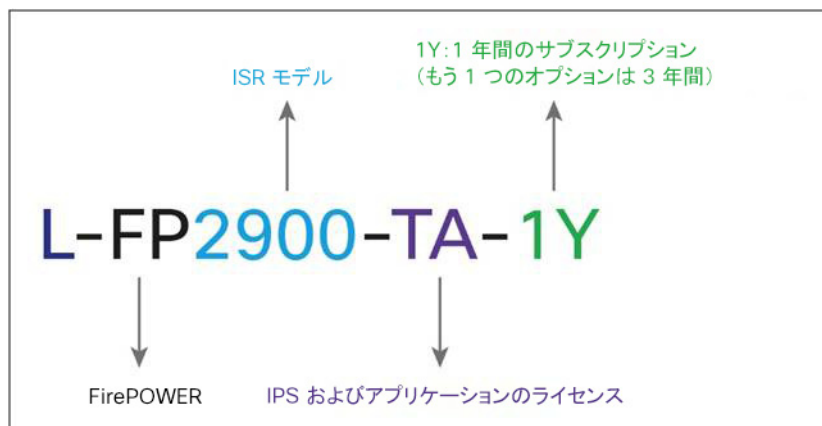 1Y：1 年間のサブスクリプション
（もう 1 つのオプションは 3 年間）
ISR モデル
L-FP2900-TA-1Y
FirePOWER
IPS およびアプリケーションのライセンス